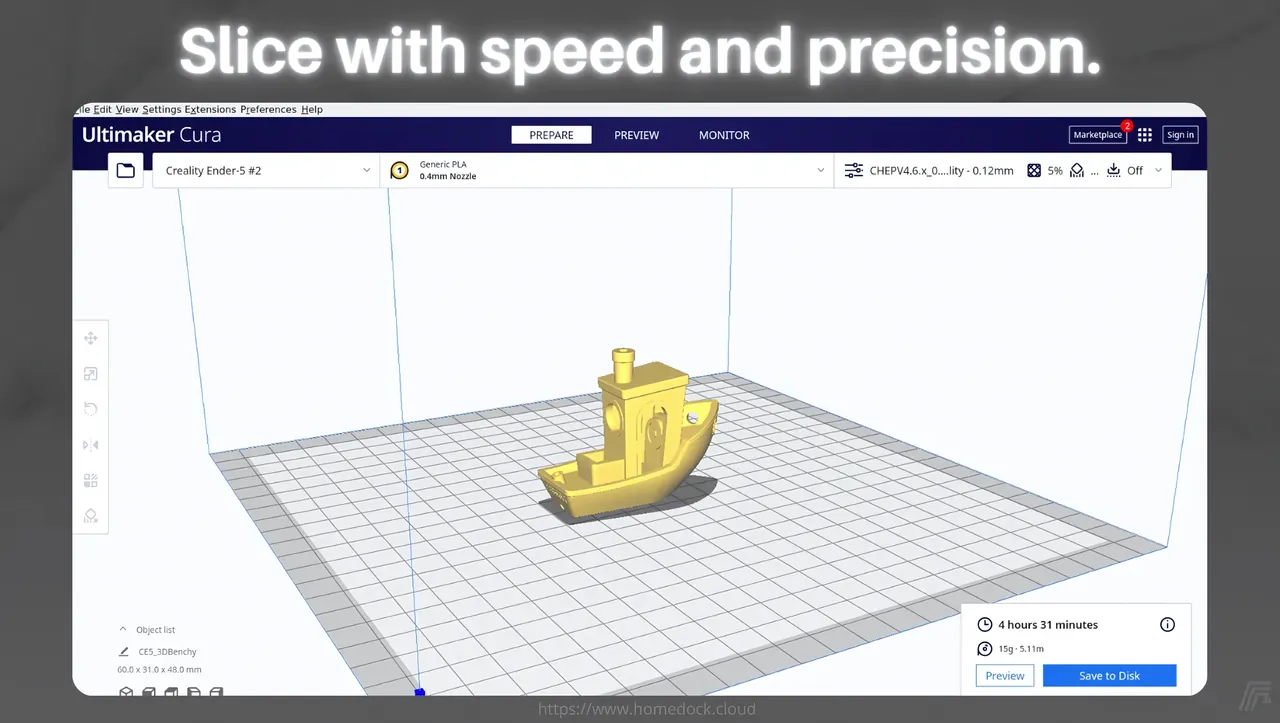 Slice with speed and precision.
File Edit View Settings Extensions Preferences Help
Ultimaker Cura
PREPARE
PREVIEW
MONITOR
Marketplace
2
Sign in
Creality Ender-5 #2
1
Generic PLA
0.4mm Nozzle
CHEPV4.6.x_0....lity - 0.12mm
5%
...
Off
Object list
CE5_3DBenchy
60.0 x 31.0 x 48.0 mm
4 hours 31 minutes
15g · 5.11m
Preview
Save to Disk
https://www.homedock.cloud